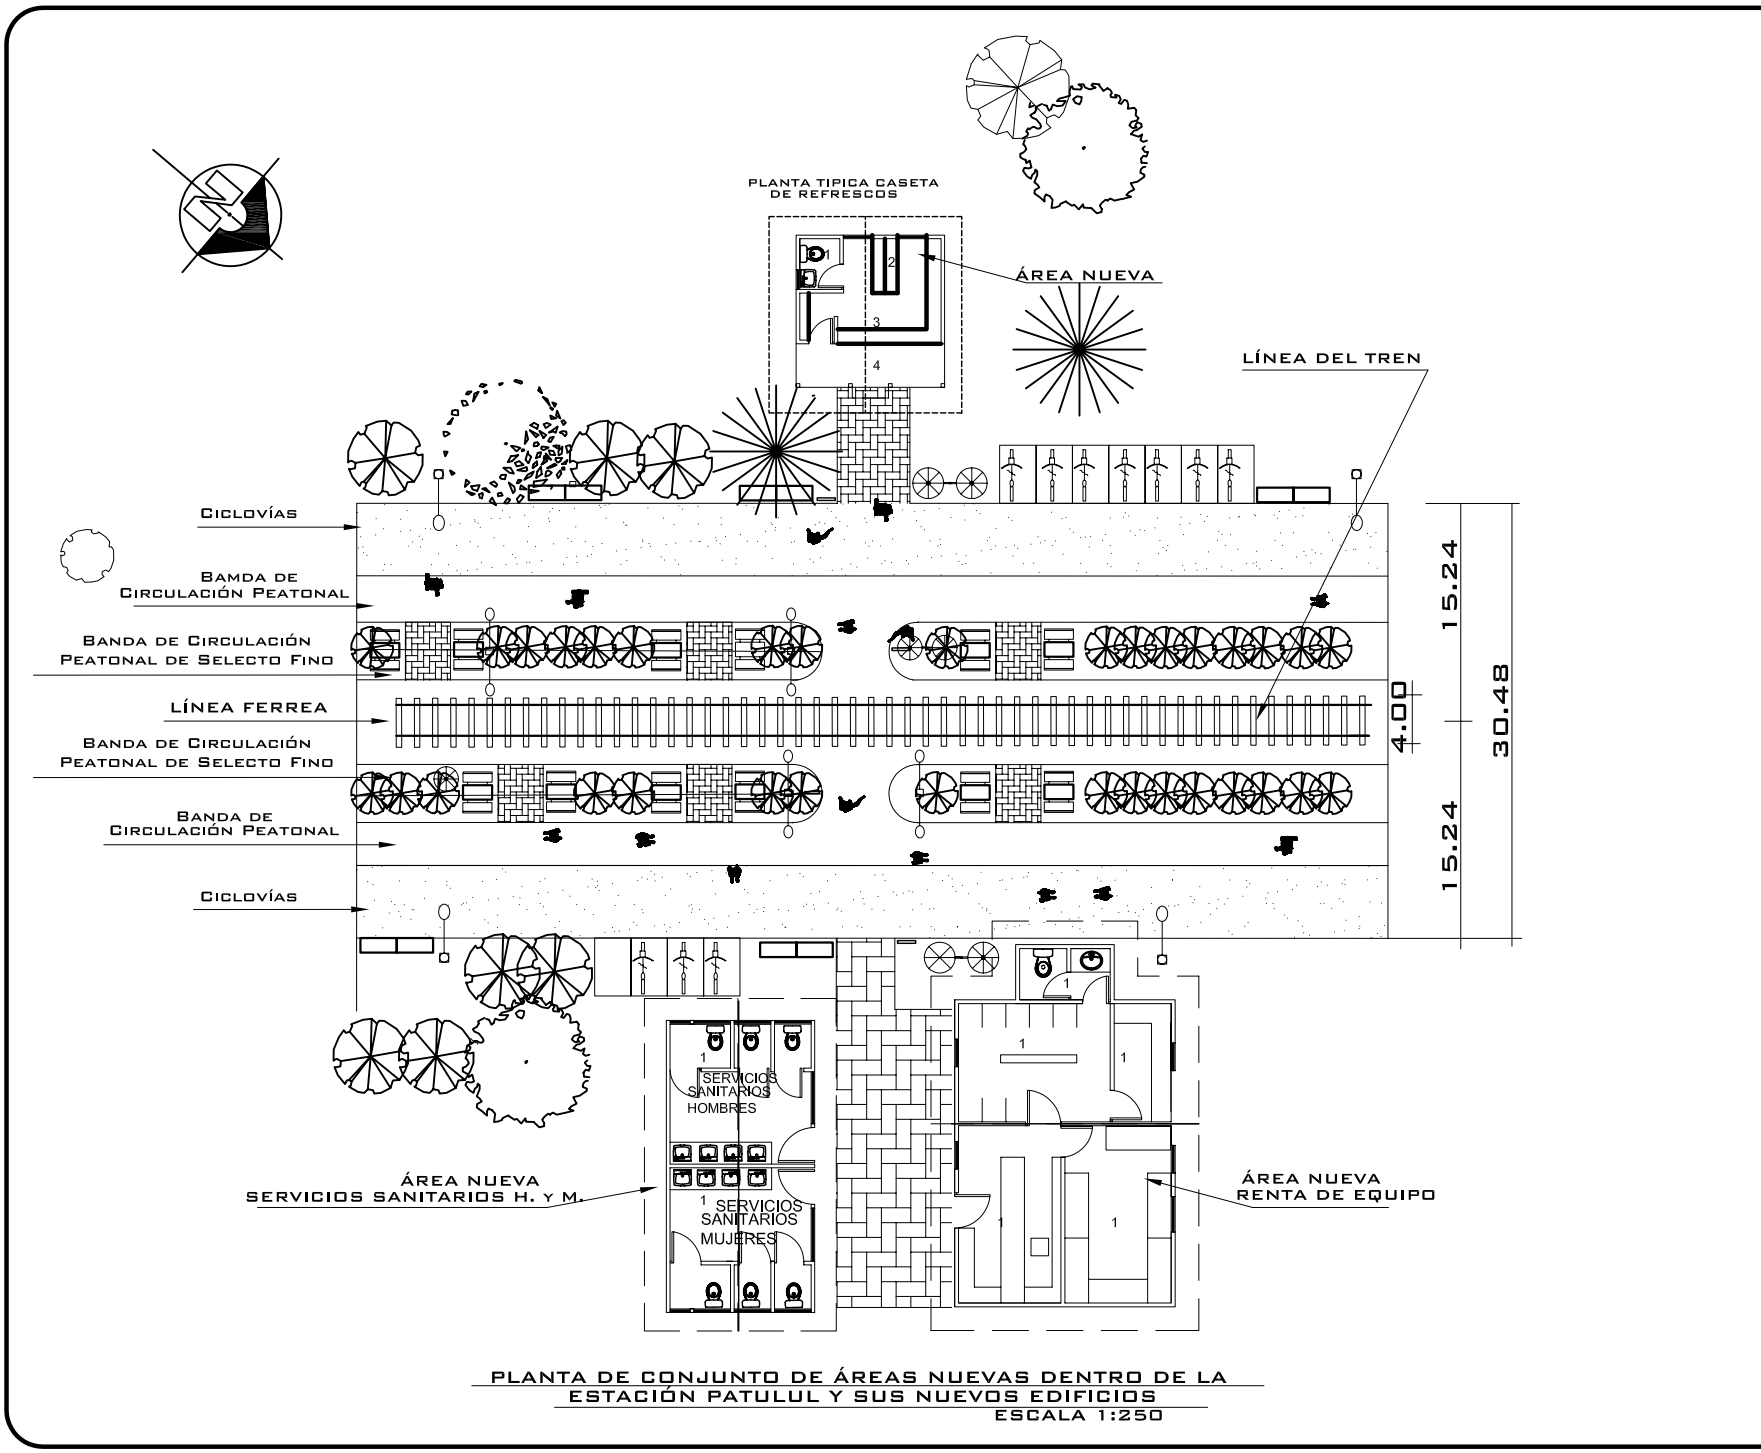 N
PLANTA TIPICA CASETA
DE REFRESCOS
1
2
3
4
ÁREA NUEVA
LÍNEA DEL TREN
CICLOVÍAS
BAMDA DE
CIRCULACIÓN PEATONAL
BANDA DE CIRCULACIÓN
PEATONAL DE SELECTO FINO
LÍNEA FERREA
BANDA DE CIRCULACIÓN
PEATONAL DE SELECTO FINO
BANDA DE
CIRCULACIÓN PEATONAL
CICLOVÍAS
15.24
4.00
30.48
15.24
1
SERVICIOS
SANITARIOS
HOMBRES
1
SERVICIOS
SANITARIOS
MUJERES
1
1
1
1
1
ÁREA NUEVA
SERVICIOS SANITARIOS H. Y M.
ÁREA NUEVA
RENTA DE EQUIPO
PLANTA DE CONJUNTO DE ÁREAS NUEVAS DENTRO DE LA
ESTACIÓN PATULUL Y SUS NUEVOS EDIFICIOS
ESCALA 1:250